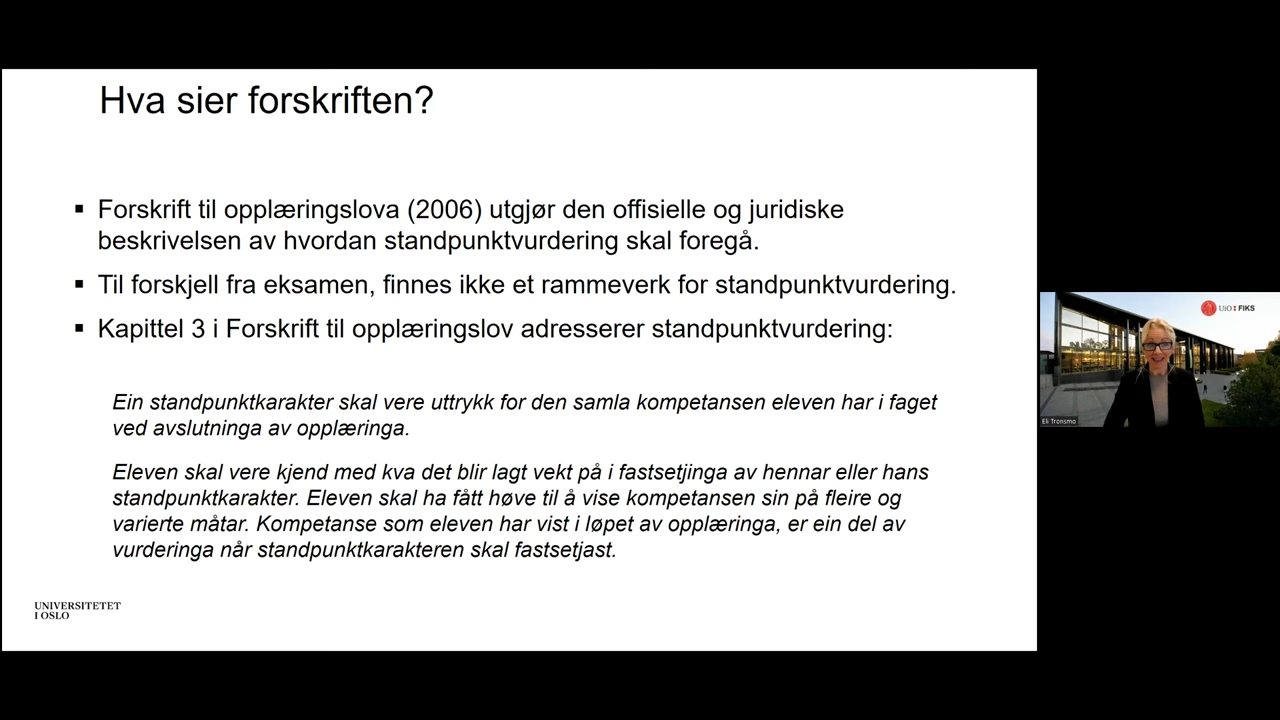 Hva sier forskriften?
▪ Forskrift til opplæringslova (2006) utgjør den offisielle og juridiske
beskrivelsen av hvordan standpunktvurdering skal foregå.
▪ Til forskjell fra eksamen, finnes ikke et rammeverk for standpunktvurdering.
▪ Kapittel 3 i Forskrift til opplæringslov adresserer standpunktvurdering:
Ein standpunktkarakter skal vere uttrykk for den samla kompetansen eleven har i faget
ved avslutninga av opplæringa.
Eleven skal vere kjend med kva det blir lagt vekt på i fastsetjinga av hennar eller hans
standpunktkarakter. Eleven skal ha fått høve til å vise kompetansen sin på fleire og
varierte måtar. Kompetanse som eleven har vist i løpet av opplæringa, er ein del av
vurderinga når standpunktkarakteren skal fastsetjast.
UNIVERSITETET
I OSLO
UiO FIKS
Eli Tronsmo